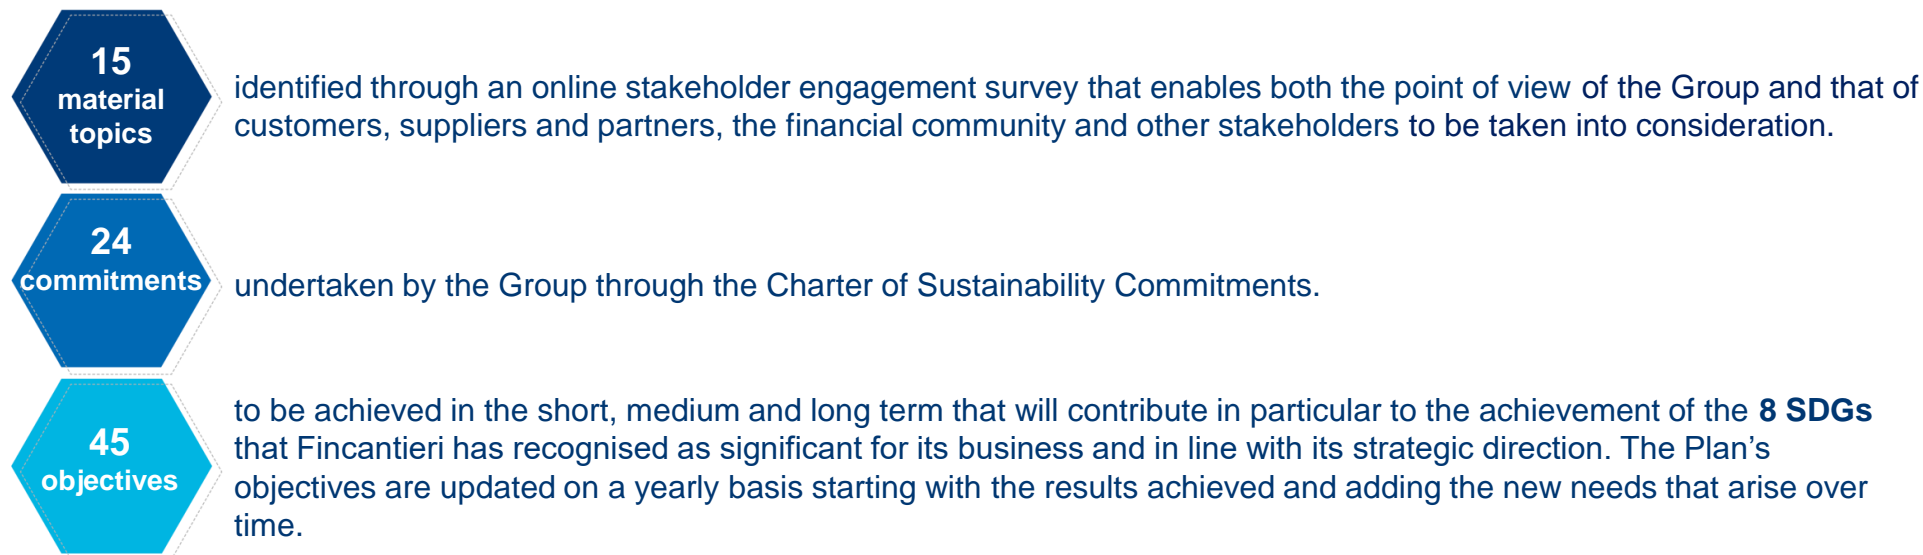 15
material
topics
identified through an online stakeholder engagement survey that enables both the point of view of the Group and that of
customers, suppliers and partners, the financial community and other stakeholders to be taken into consideration.
24
commitments
undertaken by the Group through the Charter of Sustainability Commitments.
45
objectives
to be achieved in the short, medium and long term that will contribute in particular to the achievement of the 8 SDGs
that Fincantieri has recognised as significant for its business and in line with its strategic direction. The Plan’s
objectives are updated on a yearly basis starting with the results achieved and adding the new needs that arise over
time.